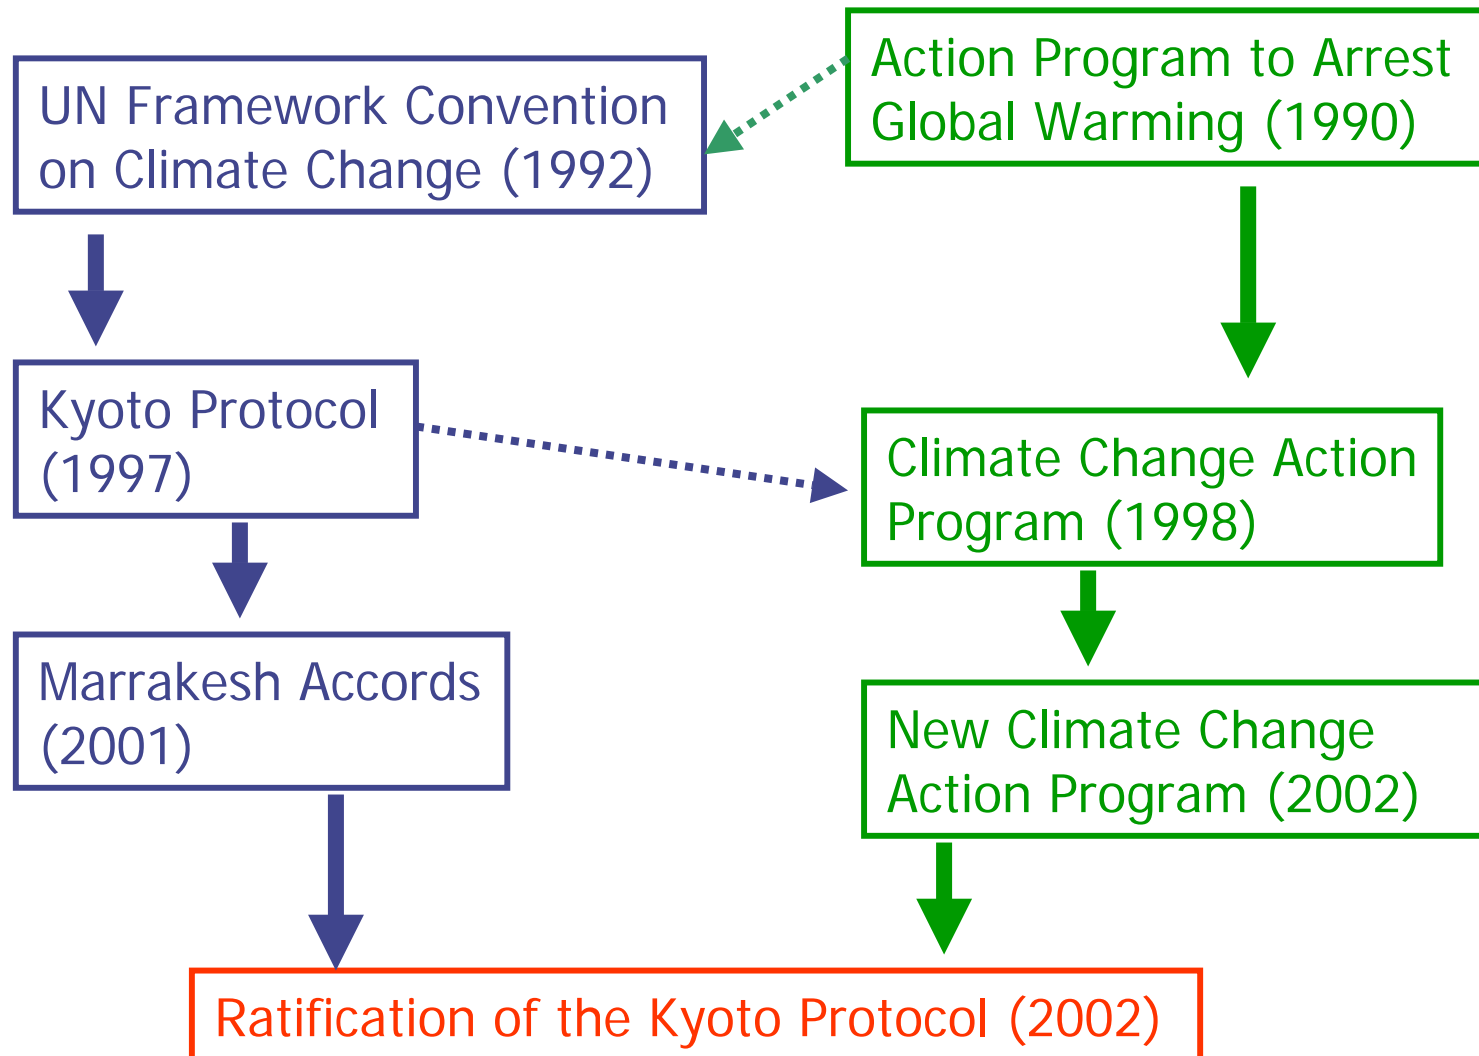 UN Framework Convention
on Climate Change (1992)
Action Program to Arrest
Global Warming (1990)
Kyoto Protocol
(1997)
Climate Change Action
Program (1998)
Marrakesh Accords
(2001)
New Climate Change
Action Program (2002)
Ratification of the Kyoto Protocol (2002)